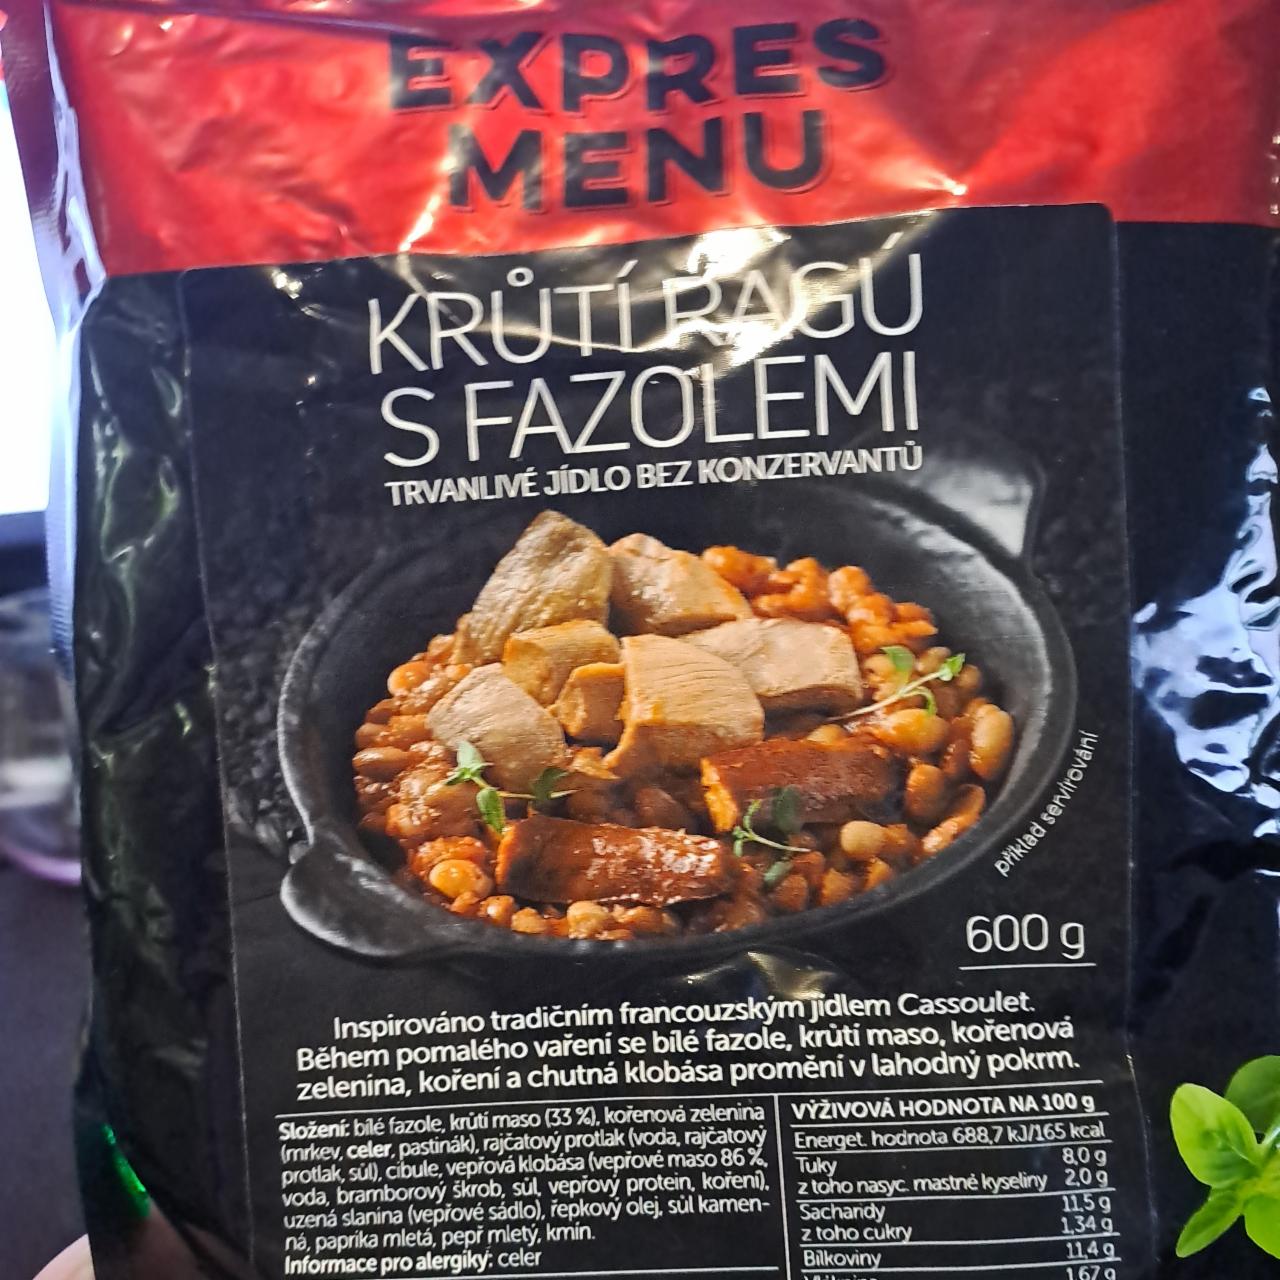 EXPRES
MENU
KRŮTÍ RAGÚ
S FAZOLEMI
TRVANLIVÉ JÍDLO BEZ KONZERVANTŮ
příklad servírování
600 g
Inspirováno tradičním francouzským jídlem Cassoulet.
Během pomalého vaření se bílé fazole, krůtí maso, kořenová
zelenina, koření a chutná klobása promění v lahodný pokrm.
Složení: bílé fazole, krůtí maso (33 %), kořenová zelenina
(mrkev, celer, pastinák), rajčatový protlak (voda, rajčatový
protlak, sůl), cibule, vepřová klobása (vepřové maso 86 %,
voda, bramborový škrob, sůl, vepřový protein, koření),
uzená slanina (vepřové sádlo), řepkový olej, sůl kamen-
ná, paprika mletá, pepř mletý, kmín.
Informace pro alergiky: celer
VÝŽIVOVÁ HODNOTA NA 100 g
Energet. hodnota 688,7 kJ/165 kcal
Tuky 8,0 g
z toho nasyc. mastné kyseliny 2,0 g
Sacharidy 11,5 g
z toho cukry 1,34 g
Bílkoviny 11,4 g
1,67 g